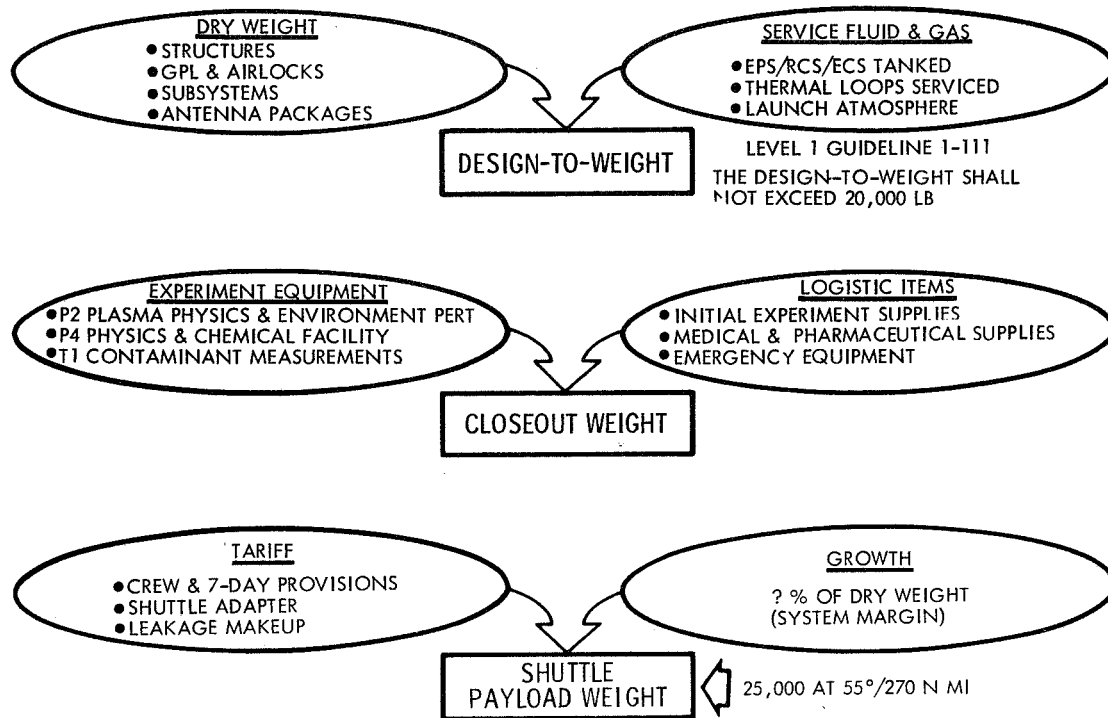 DRY WEIGHT
• STRUCTURES
• GPL & AIRLOCKS
• SUBSYSTEMS
• ANTENNA PACKAGES
SERVICE FLUID & GAS
• EPS/RCS/ECS TANKED
• THERMAL LOOPS SERVICED
• LAUNCH ATMOSPHERE
DESIGN-TO-WEIGHT
LEVEL 1 GUIDELINE 1-111
THE DESIGN-TO-WEIGHT SHALL
NOT EXCEED 20,000 LB
EXPERIMENT EQUIPMENT
• P2 PLASMA PHYSICS & ENVIRONMENT PERT
• P4 PHYSICS & CHEMICAL FACILITY
• T1 CONTAMINANT MEASUREMENTS
LOGISTIC ITEMS
• INITIAL EXPERIMENT SUPPLIES
• MEDICAL & PHARMACEUTICAL SUPPLIES
• EMERGENCY EQUIPMENT
CLOSEOUT WEIGHT
TARIFF
• CREW & 7-DAY PROVISIONS
• SHUTTLE ADAPTER
• LEAKAGE MAKEUP
GROWTH
? % OF DRY WEIGHT
(SYSTEM MARGIN)
SHUTTLE
PAYLOAD WEIGHT
25,000 AT 55°/270 N MI